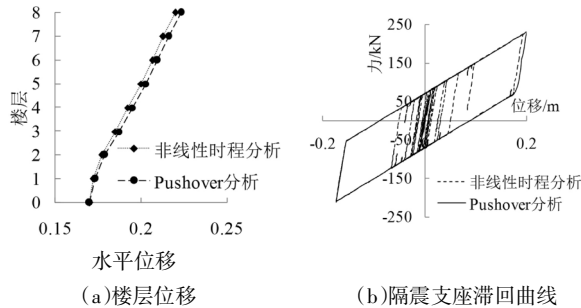 8
7
6
5
4
3
2
1
0
楼层
非线性时程分析
Pushover分析
0.15
0.2
0.25
水平位移
(a)楼层位移
250
150
50
-50
-150
-250
力/kN
位移/m
-0.2
0.2
非线性时程分析
Pushover分析
(b)隔震支座滞回曲线